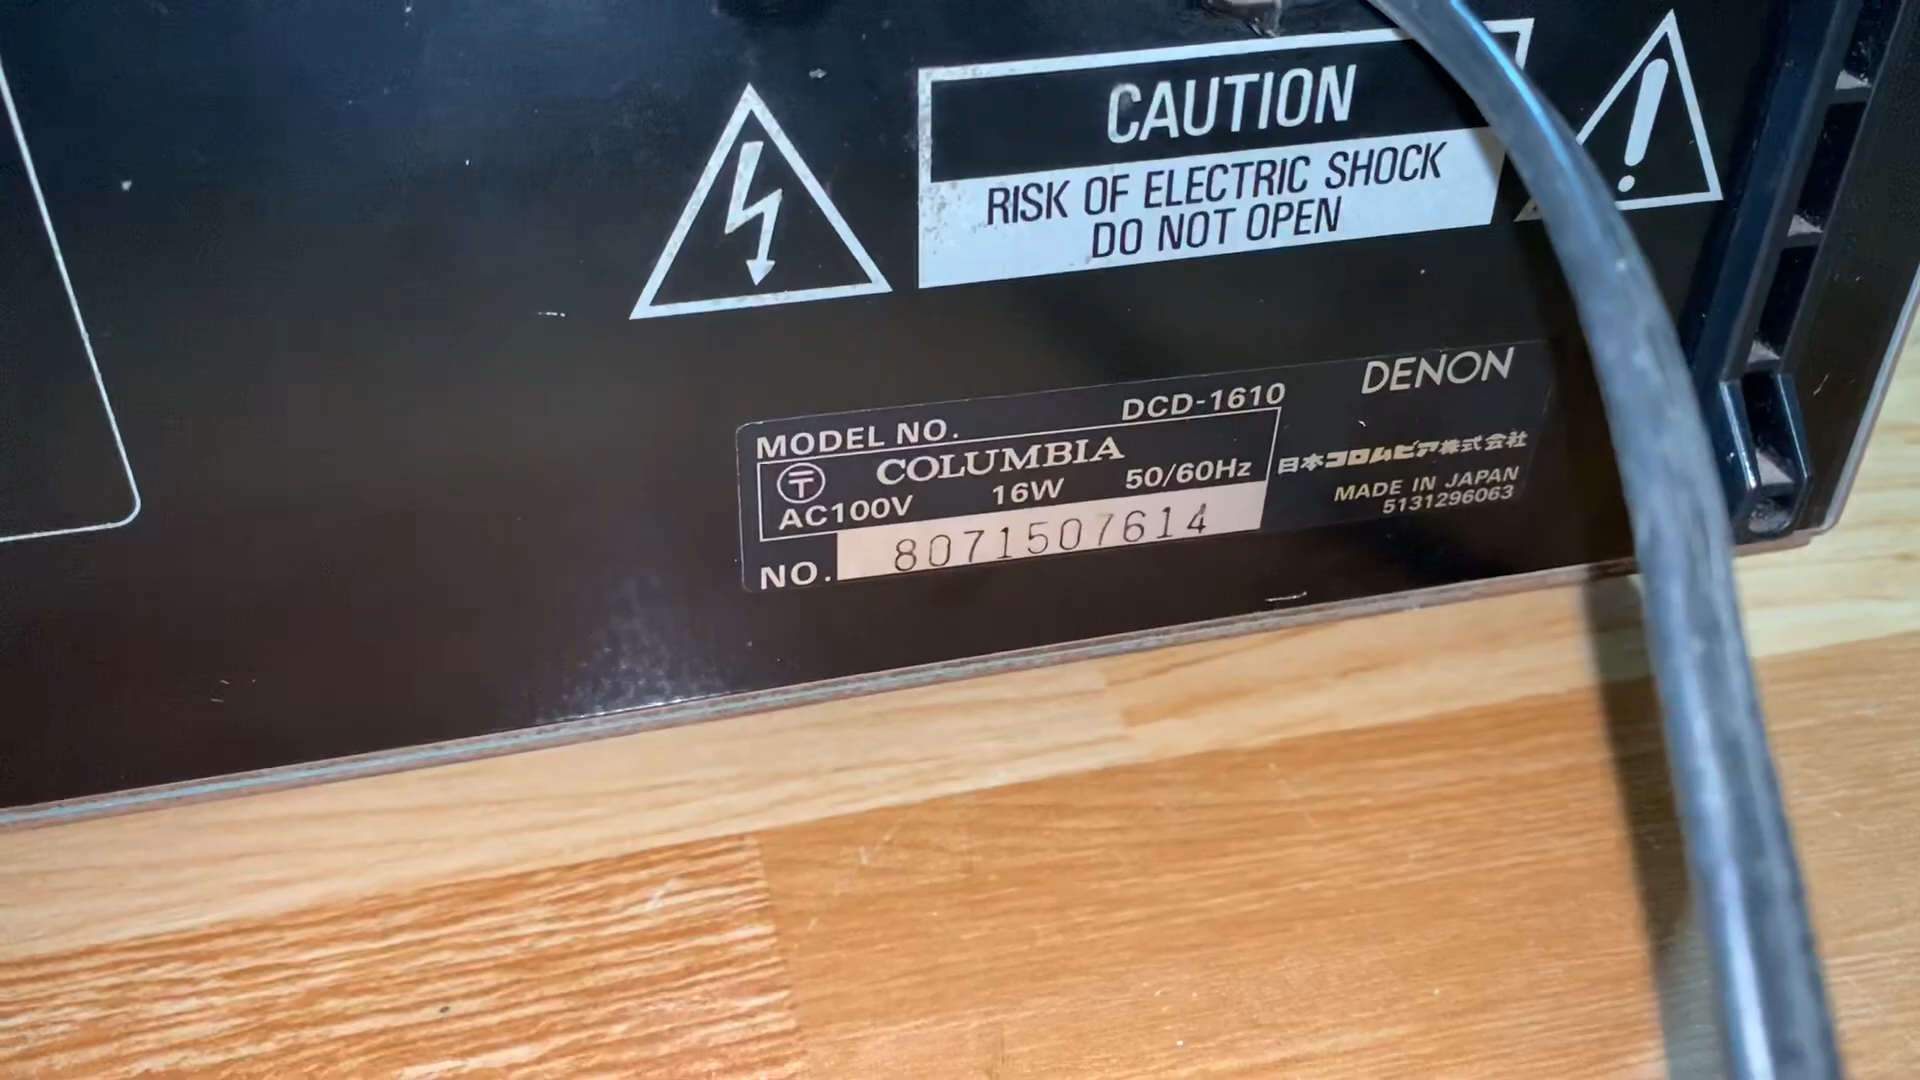 CAUTION
RISK OF ELECTRIC SHOCK
DO NOT OPEN
DENON
MODEL NO. DCD-1610
〒 COLUMBIA
AC100V 16W 50/60Hz
NO. 8071507614
日本コロムビア株式会社
MADE IN JAPAN
5131296063